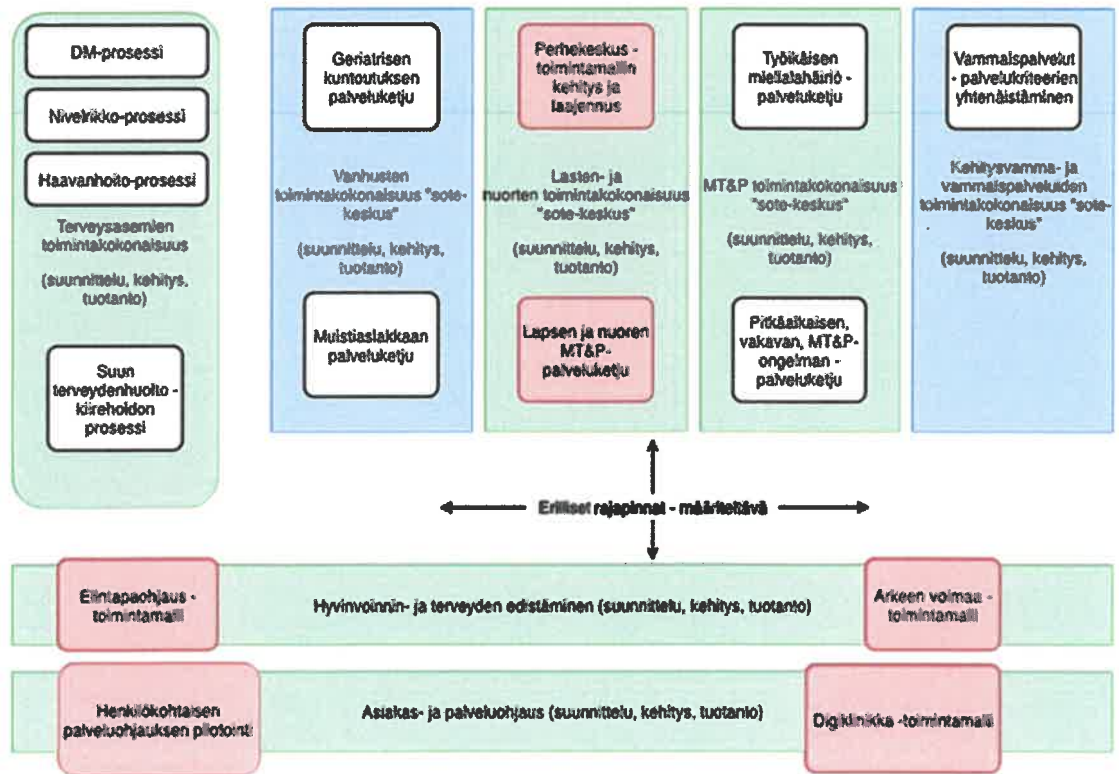 DM-prosessi
Nivelrikko-prosessi
Haavanhoito-prosessi
Terveysasemien
toimintakokonaisuus
(suunnittelu, kehitys,
tuotanto)
Suun
terveydenhuolto -
kiirehoidon
prosessi
Geriatrisen
kuntoutuksen
palveluketju
Vanhusten
toimintakokonaisuus "sote-
keskus"
(suunnittelu, kehitys,
tuotanto)
Muistiasiakkaan
palveluketju
Perhekeskus -
toimintamallin
kehitys ja
laajennus
Lasten- ja
nuorten toimintakokonaisuus
"sote-keskus"
(suunnittelu, kehitys,
tuotanto)
Lapsen ja nuoren
MT&P-
palveluketju
Työikäisen
mielialahäiriö -
palveluketju
MT&P toimintakokonaisuus
"sote-keskus"
(suunnittelu, kehitys,
tuotanto)
Pitkäaikaisen,
vakavan, MT&P-
ongelman -
palveluketju
Vammaispalvelut
- palvelukriteerien
yhtenäistäminen
Kehitysvamma- ja
vammaispalveluiden
toimintakokonaisuus "sote-
keskus"
(suunnittelu, kehitys,
tuotanto)
Erilliset rajapinnat - määriteltävä
Elintapaohjaus -
toimintamalli
Hyvinvoinnin- ja terveyden edistäminen (suunnittelu, kehitys, tuotanto)
Arkeen voimaa -
toimintamalli
Henkilökohtaisen
palveluohjauksen pilotointi
Asiakas- ja palveluohjaus (suunnittelu, kehitys, tuotanto)
Digiklinikka -toimintamalli